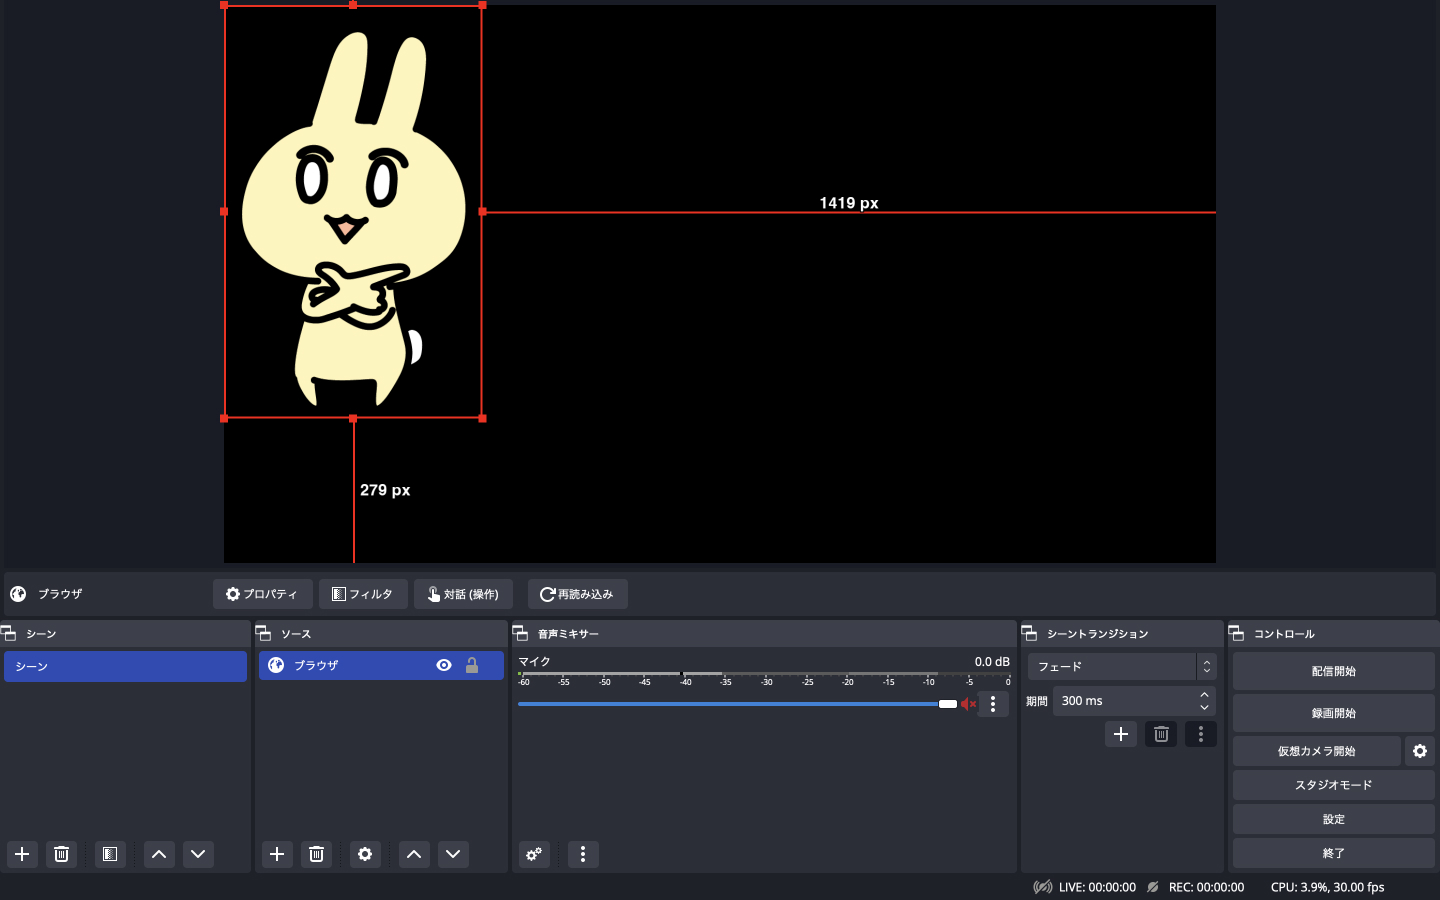 1419 px
279 px
ブラウザ
プロパティ
フィルタ
対話 (操作)
再読み込み
シーン
シーン
ソース
ブラウザ
音声ミキサー
マイク
0.0 dB
-60 -55 -50 -45 -40 -35 -30 -25 -20 -15 -10 -5 0
シーントランジション
フェード
期間
300 ms
コントロール
配信開始
録画開始
仮想カメラ開始
スタジオモード
設定
終了
LIVE: 00:00:00
REC: 00:00:00
CPU: 3.9%, 30.00 fps